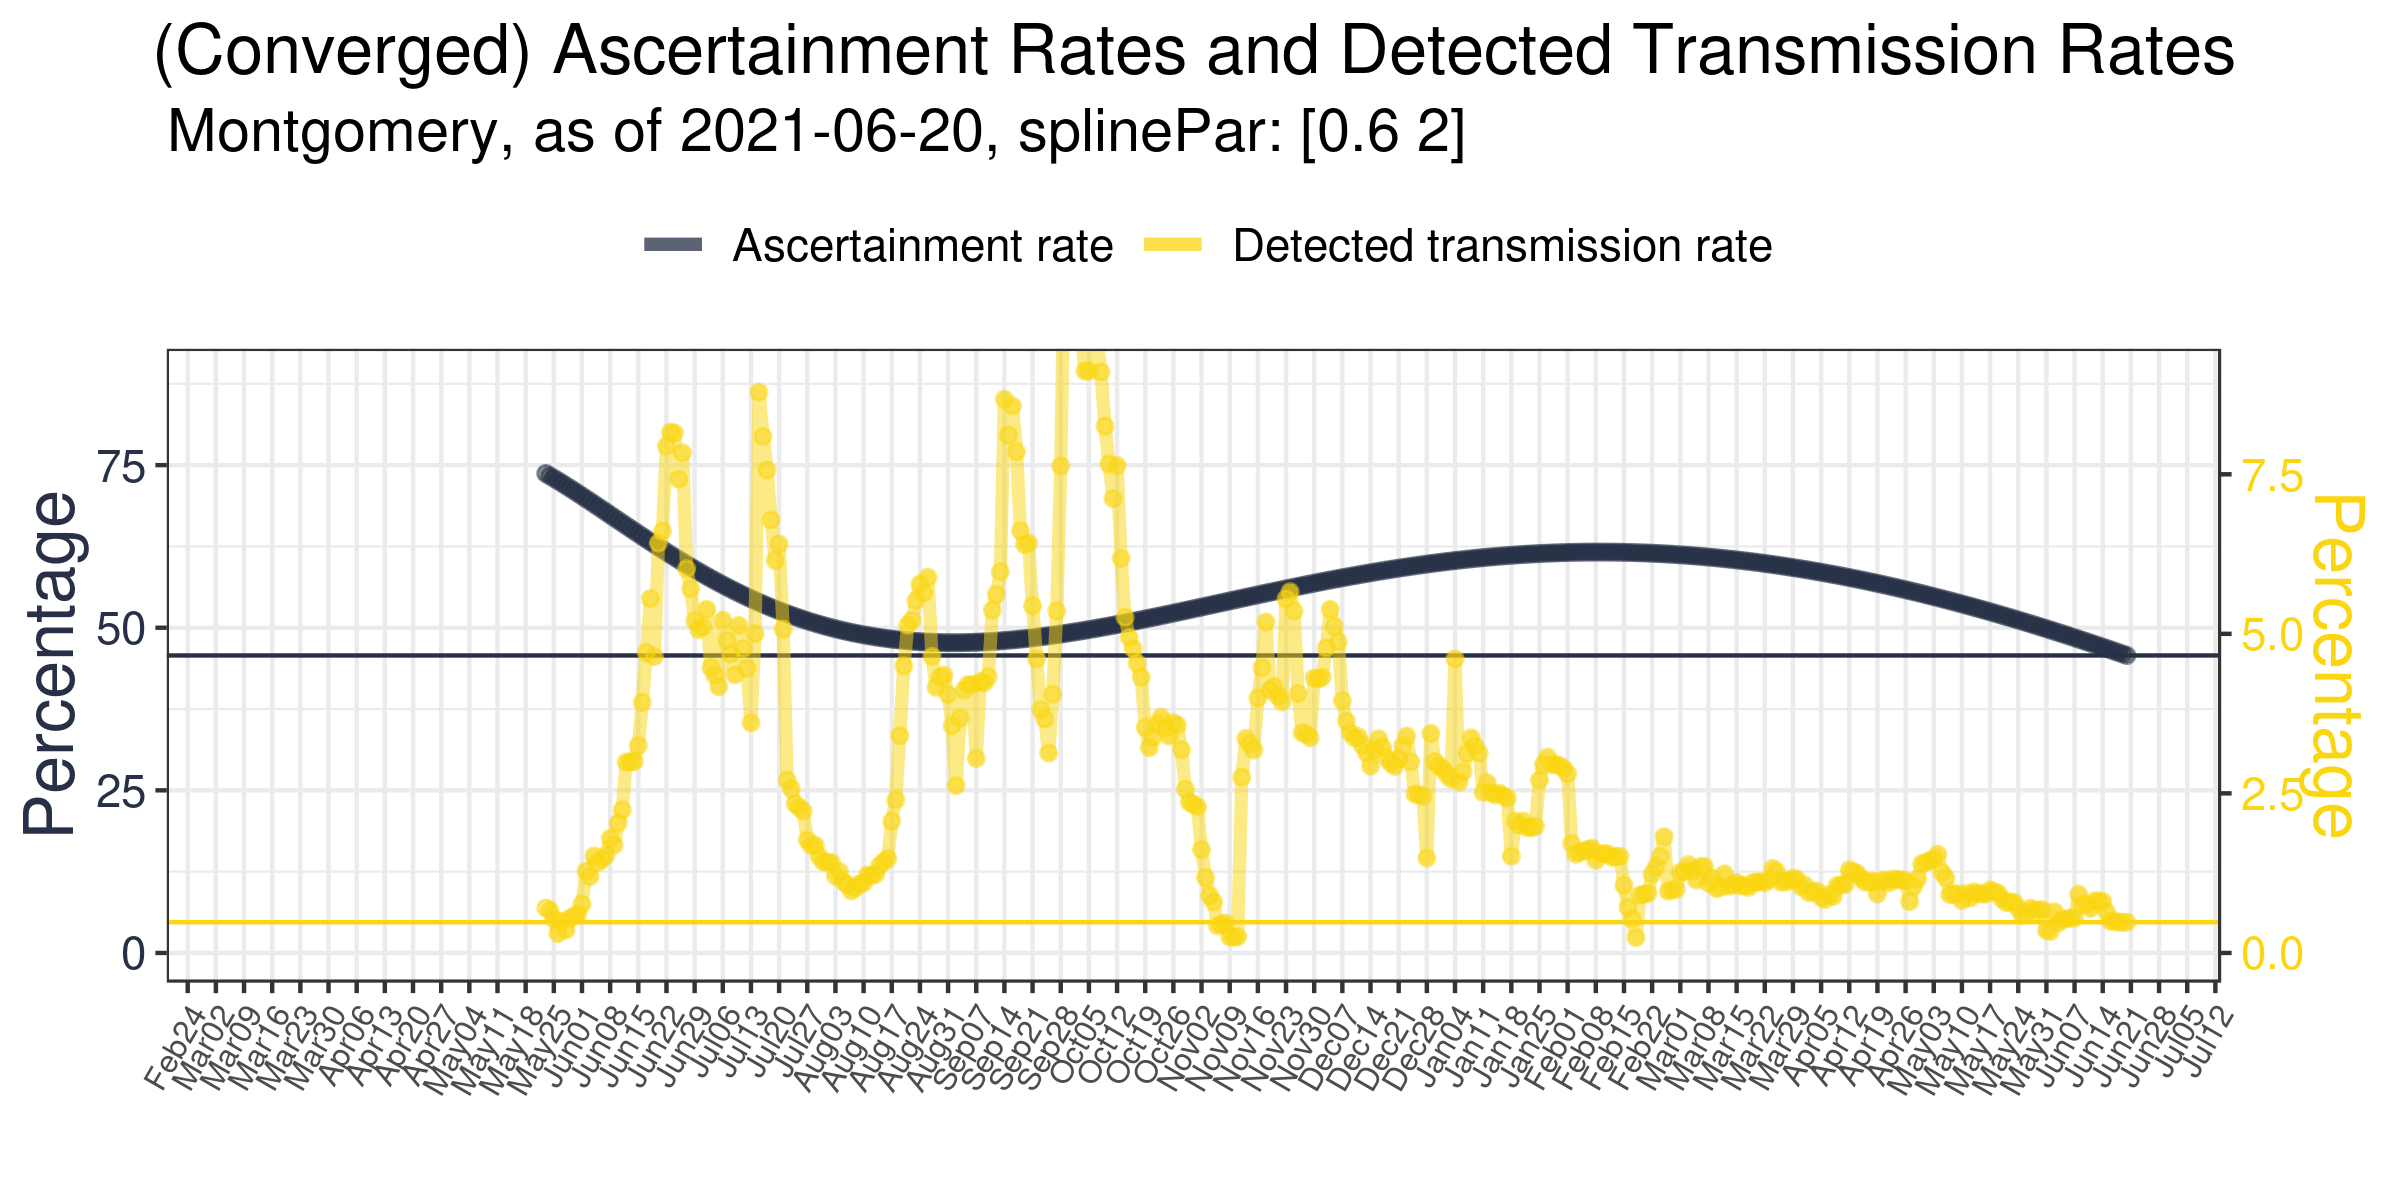 (Converged) Ascertainment Rates and Detected Transmission Rates
Montgomery, as of 2021-06-20, splinePar: [0.6 2]
Ascertainment rate
Detected transmission rate
Percentage
75
50
25
0
7.5
5.0
2.5
0.0
Percentage
Feb24
Mar02
Mar09
Mar16
Mar23
Mar30
Apr06
Apr13
Apr20
Apr27
May04
May11
May18
May25
Jun01
Jun08
Jun15
Jun22
Jun29
Jul06
Jul13
Jul20
Jul27
Aug03
Aug10
Aug17
Aug24
Aug31
Sep07
Sep14
Sep21
Sep28
Oct05
Oct12
Oct19
Oct26
Nov02
Nov09
Nov16
Nov23
Nov30
Dec07
Dec14
Dec21
Dec28
Jan04
Jan11
Jan18
Jan25
Feb01
Feb08
Feb15
Feb22
Mar01
Mar08
Mar15
Mar22
Mar29
Apr05
Apr12
Apr19
Apr26
May03
May10
May17
May24
May31
Jun07
Jun14
Jun21
Jun28
Jul05
Jul12